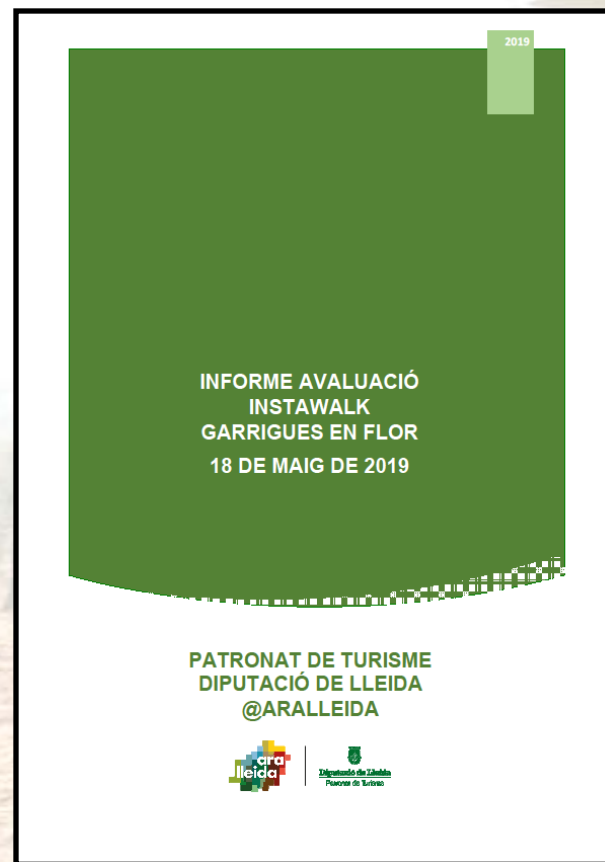 2019
INFORME AVALUACIÓ
INSTAWALK
GARRIGUES EN FLOR
18 DE MAIG DE 2019
PATRONAT DE TURISME
DIPUTACIÓ DE LLEIDA
@ARALLEIDA
ara
lleida
Diputació de Lleida
Patronat de Turisme